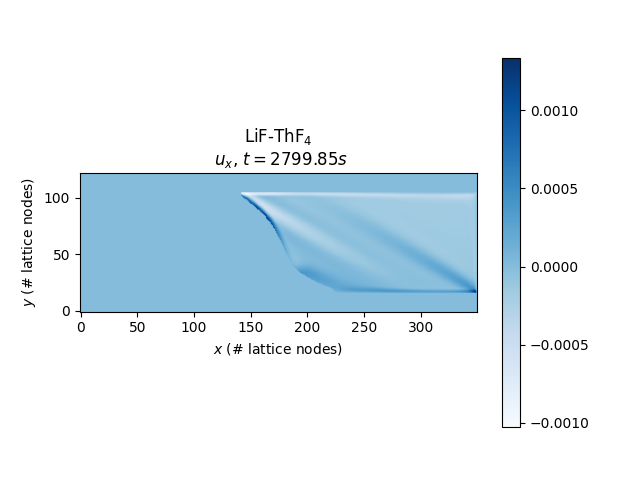 LiF-ThF₄
uₓ, t = 2799.85s
y (# lattice nodes)
100
50
0
0 50 100 150 200 250 300
x (# lattice nodes)
0.0010
0.0005
0.0000
−0.0005
−0.0010